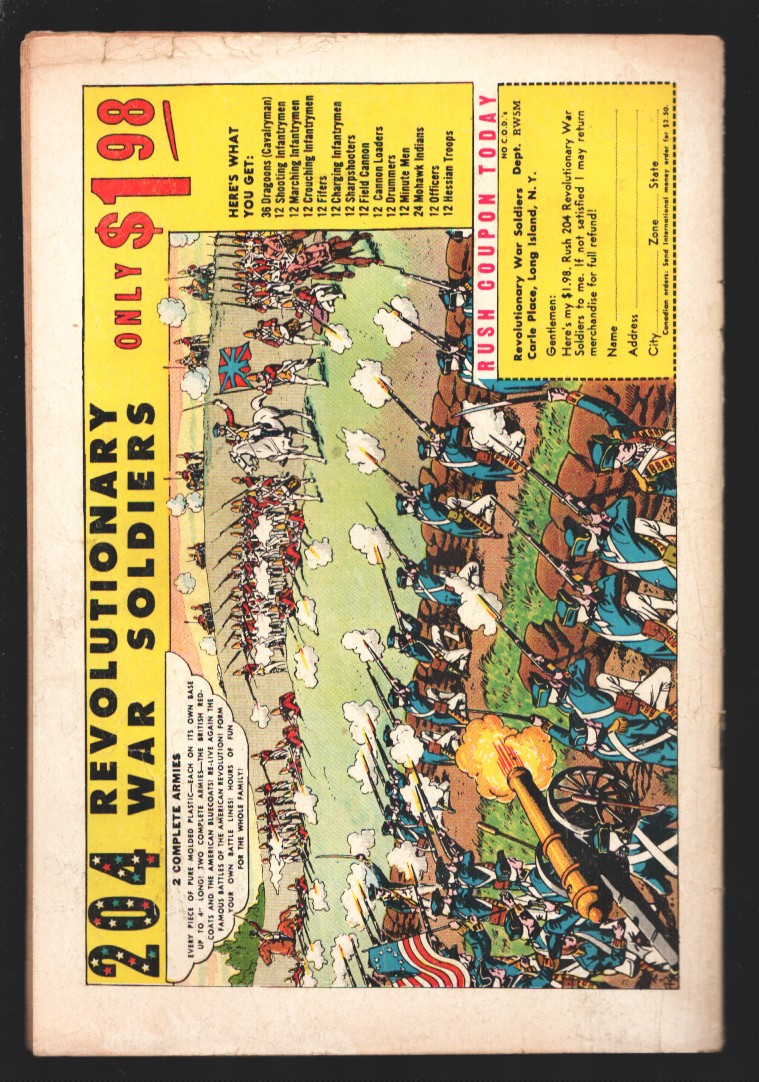 204 REVOLUTIONARY
WAR SOLDIERS
ONLY $1.98
2 COMPLETE ARMIES
EVERY PIECE OF PURE MOLDED PLASTIC—EACH ON ITS OWN BASE
UP TO 4" LONG! TWO COMPLETE ARMIES—THE BRITISH RED-
COATS AND THE AMERICAN BLUECOATS! RE-LIVE AGAIN THE
FAMOUS BATTLES OF THE AMERICAN REVOLUTION! FORM
YOUR OWN BATTLE LINES! HOURS OF FUN
FOR THE WHOLE FAMILY!
HERE'S WHAT
YOU GET:
36 Dragoons (Cavalryman)
12 Shooting Infantrymen
12 Marching Infantrymen
12 Crouching Infantrymen
12 Fifers
12 Charging Infantrymen
12 Sharpshooters
12 Field Cannon
12 Cannon Loaders
12 Drummers
12 Minute Men
24 Mohawk Indians
12 Officers
12 Hessian Troops
RUSH COUPON TODAY
NO C.O.D.'s
Revolutionary War Soldiers Dept. RW5M
Carle Place, Long Island, N. Y.
Gentlemen:
Here's my $1.98. Rush 204 Revolutionary War
Soldiers to me. If not satisfied I may return
merchandise for full refund!
Name
Address
City Zone State
Canadian orders: Send International money order for $2.50.